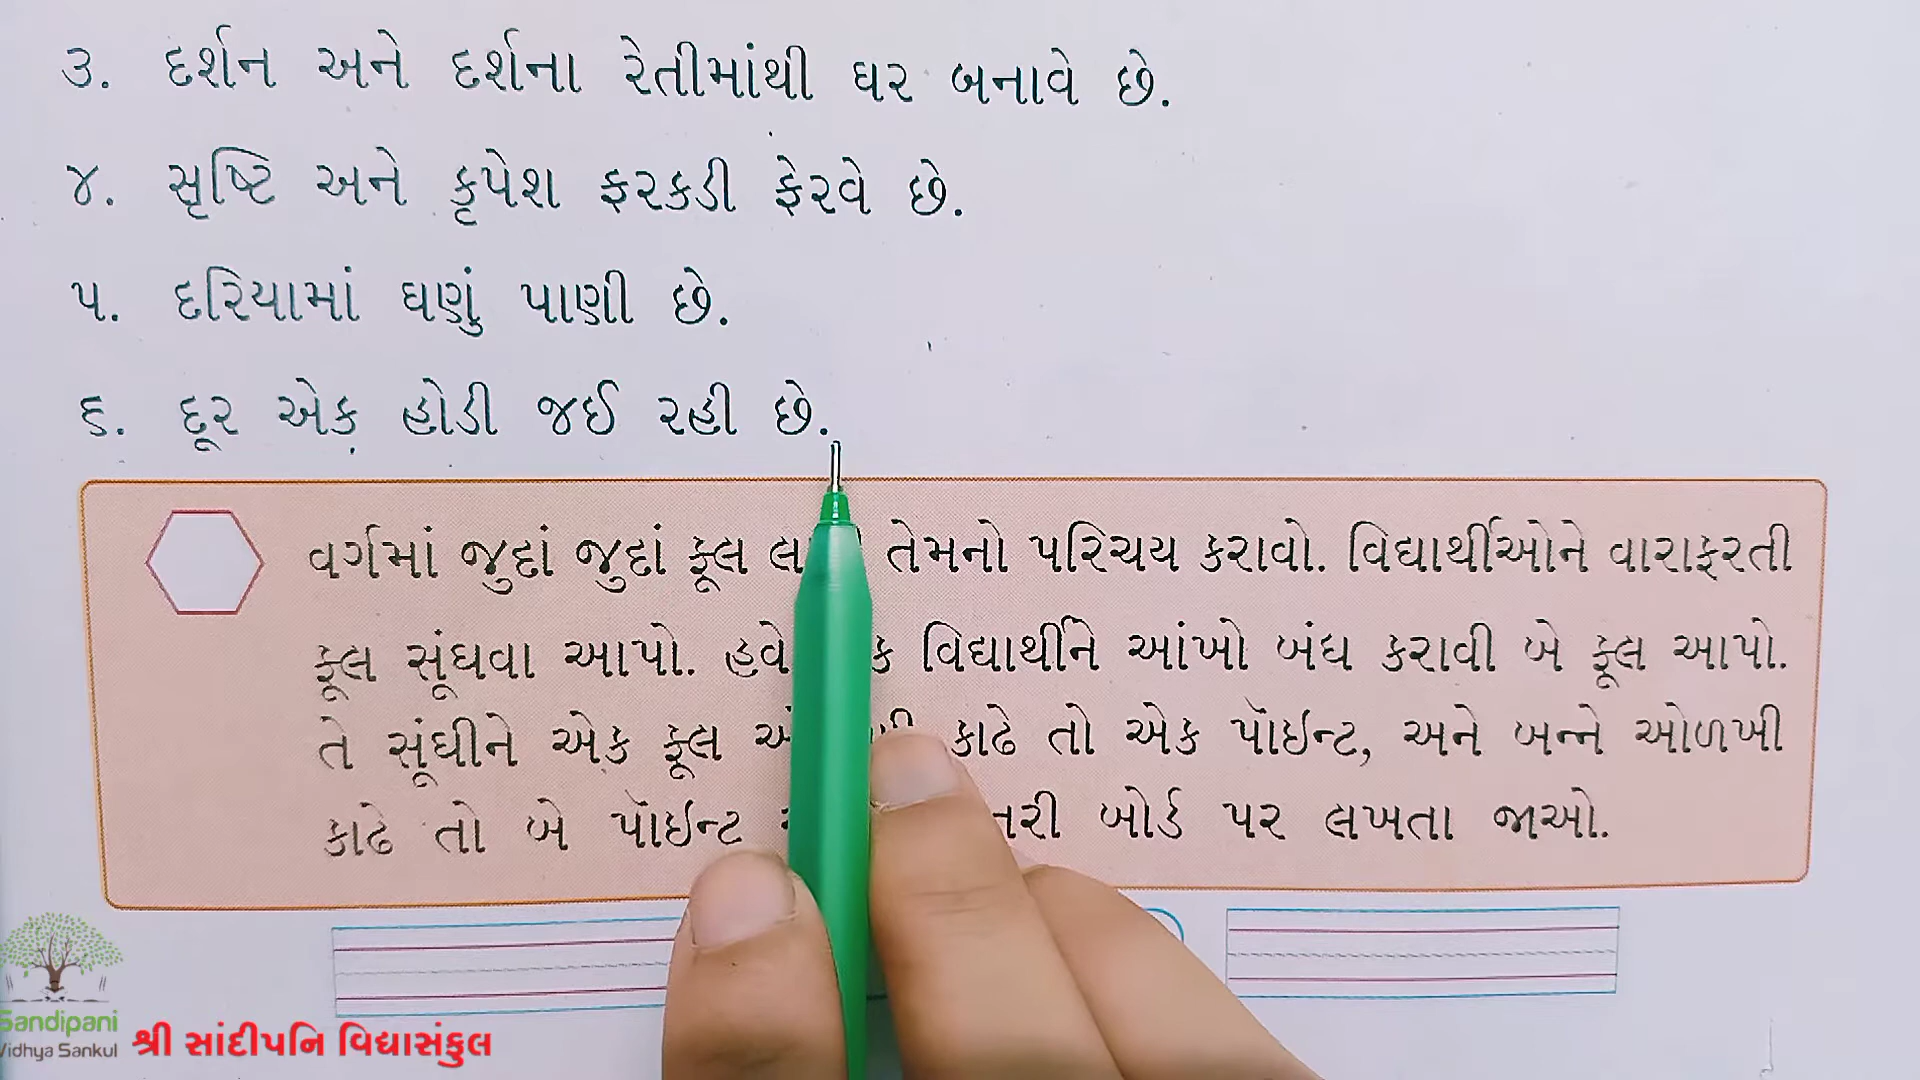 ૩. દર્શન અને દર્શના રેતીમાંથી ઘર બનાવે છે.
૪. સૃષ્ટિ અને કૃપેશ ફરકડી ફેરવે છે.
૫. દરિયામાં ઘણું પાણી છે.
૬. દૂર એક હોડી જઈ રહી છે.
વર્ગમાં જુદાં જુદાં ફૂલ તેમનો પરિચય કરાવો. વિદ્યાર્થીઓને વારાફરતી
ફૂલ સૂંઘવા આપો. હવે વિદ્યાર્થીને આંખો બંધ કરાવી બે ફૂલ આપો.
તે સૂંઘીને એક ફૂલ કાઢે તો એક પૉઇન્ટ, અને બન્ને ઓળખી
કાઢે તો બે પૉઇન્ટ બોર્ડ પર લખતા જાઓ.
Sandipani
Vidhya Sankul
શ્રી સાંદીપનિ વિદ્યાસંકુલ